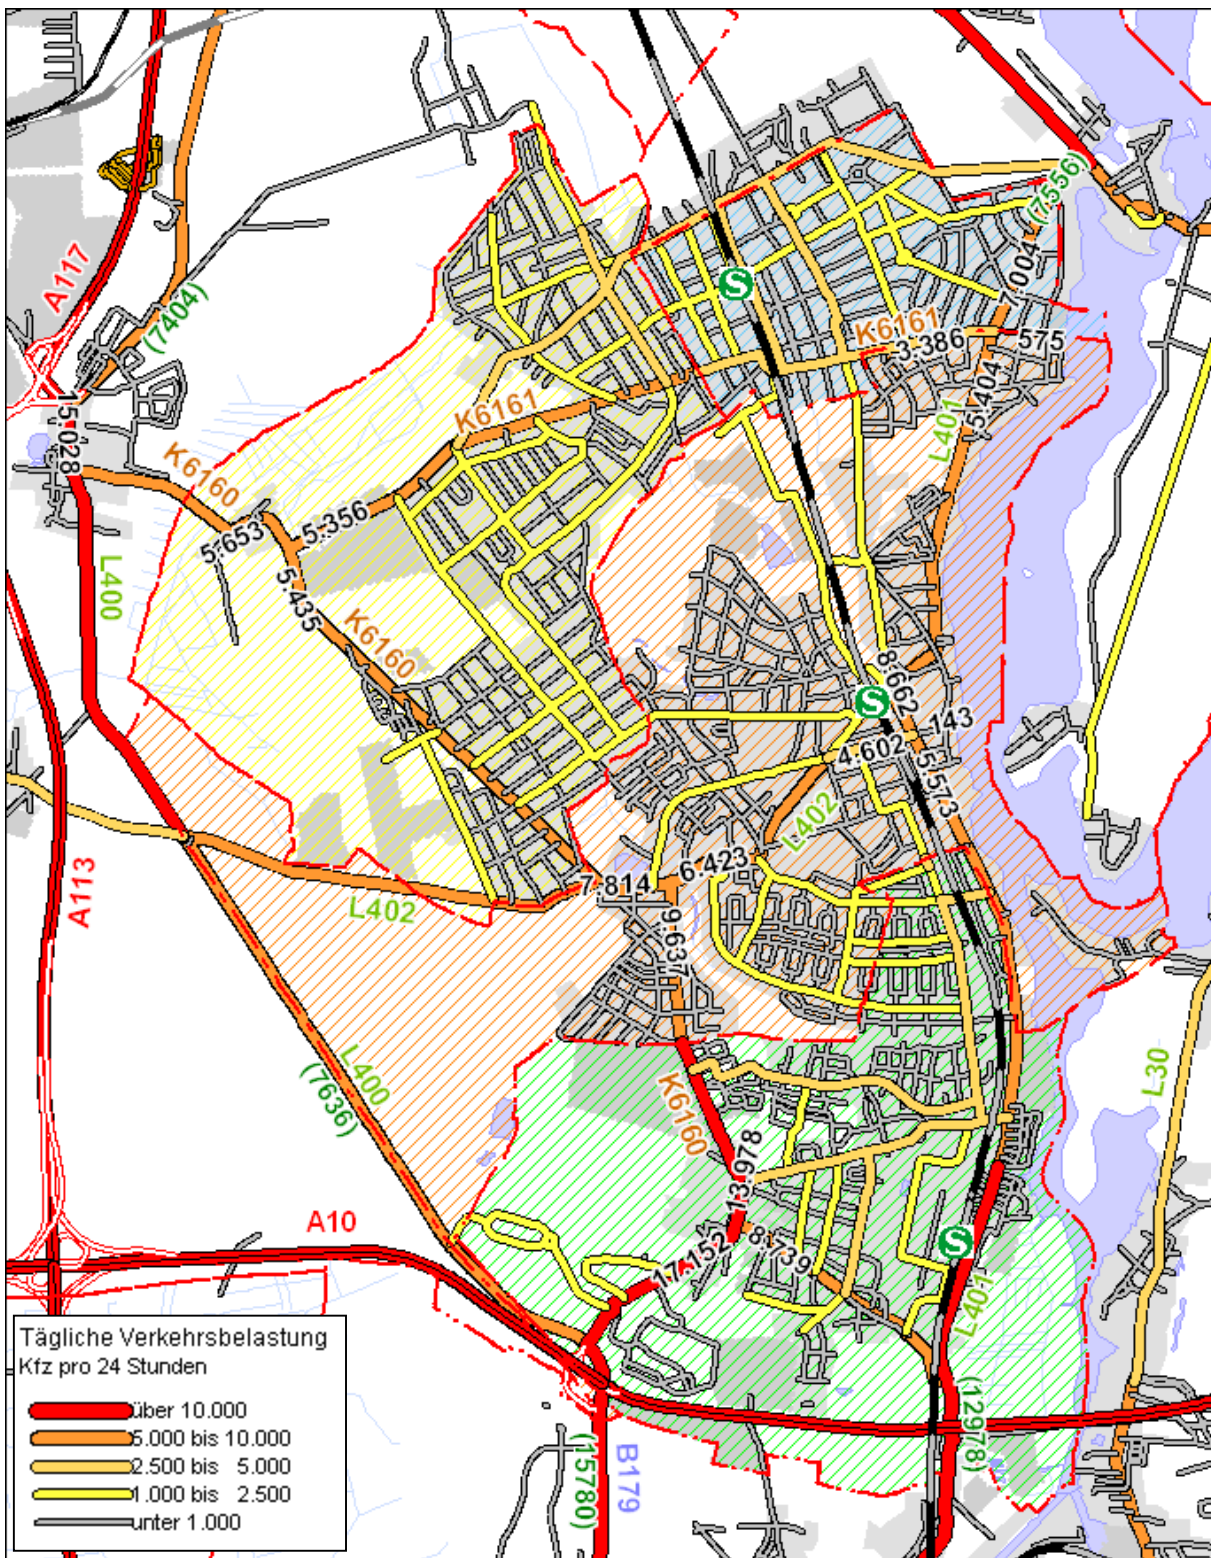 (7556)
A117
7.004
(7404)
S
K6161
3.386
575
15.028
K6161
L401
5.404
K6160
5.653
5.356
L400
5.435
K6160
8.662
S
143
4.602
5.573
A113
L402
6.423
7.814
L402
9.637
L400
(7636)
K6160
L30
13.978
A10
17.152
8.739
S
L401
(12978)
(15780)
B179
Tägliche Verkehrsbelastung
Kfz pro 24 Stunden
über 10.000
5.000 bis 10.000
2.500 bis 5.000
1.000 bis 2.500
unter 1.000